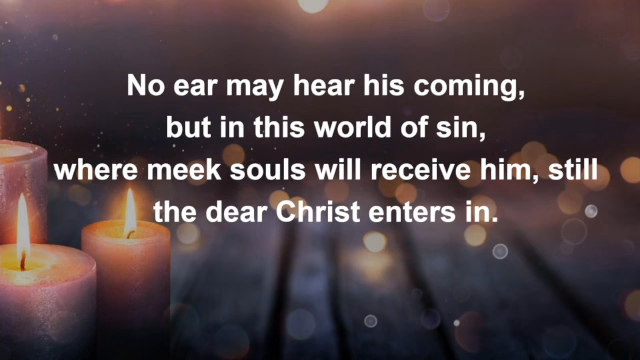 No ear may hear his coming,
but in this world of sin,
where meek souls will receive him, still
the dear Christ enters in.